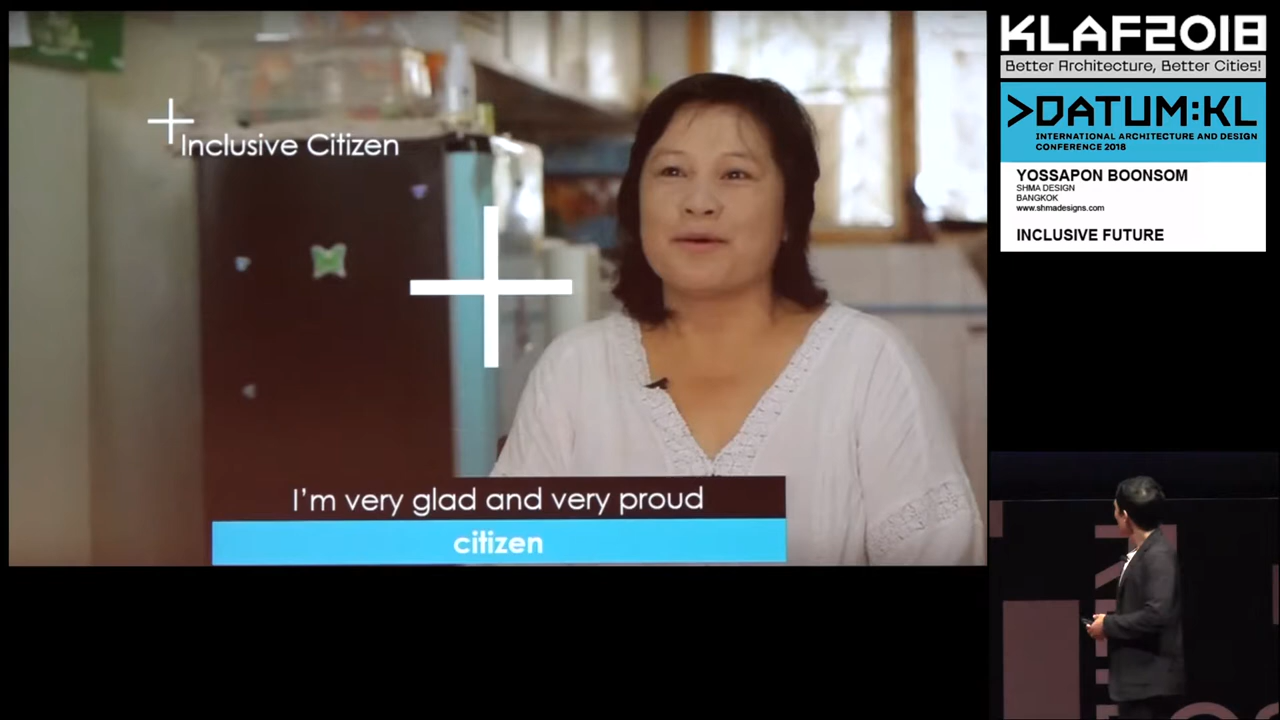 Inclusive Citizen
I'm very glad and very proud
citizen
KLAF2018
Better Architecture, Better Cities!
>DATUM:KL
INTERNATIONAL ARCHITECTURE AND DESIGN
CONFERENCE 2018
YOSSAPON BOONSOM
SHMA DESIGN
BANGKOK
www.shmadesigns.com
INCLUSIVE FUTURE